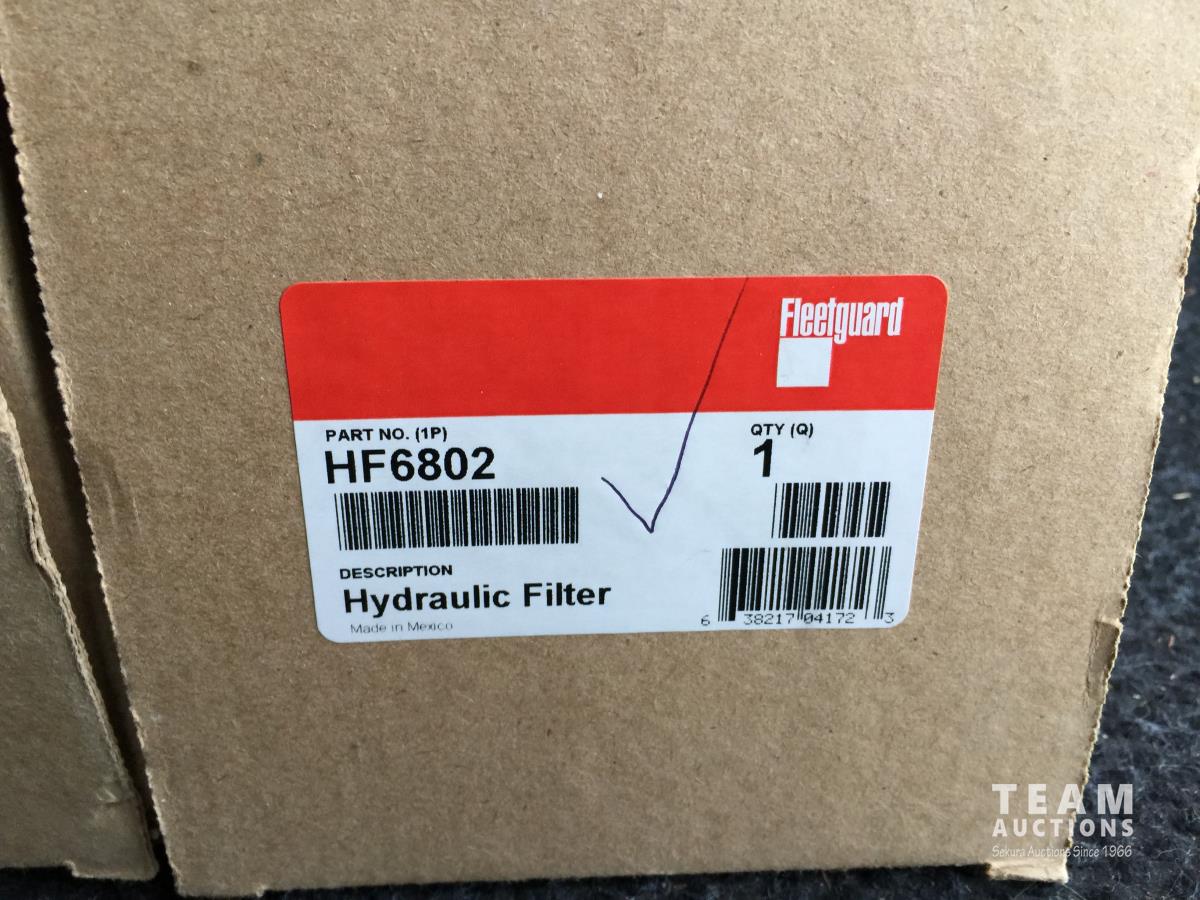 Fleetguard
PART NO. (1P)
HF6802
QTY (Q)
1
DESCRIPTION
Hydraulic Filter
Made in Mexico
6 38217 04172 3
TEAM
AUCTIONS
Sekura Auctions Since 1966